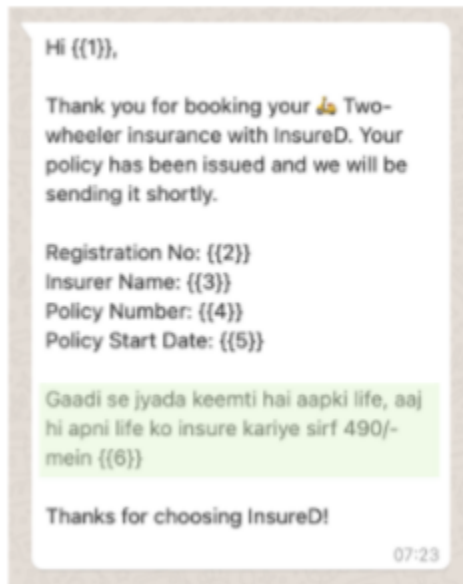 Hi {{1}},
Thank you for booking your 🛵 Two-
wheeler insurance with InsureD. Your
policy has been issued and we will be
sending it shortly.
Registration No: {{2}}
Insurer Name: {{3}}
Policy Number: {{4}}
Policy Start Date: {{5}}
Gaadi se jyada keemti hai aapki life, aaj
hi apni life ko insure kariye sirf 490/-
mein {{6}}
Thanks for choosing InsureD!
07:23